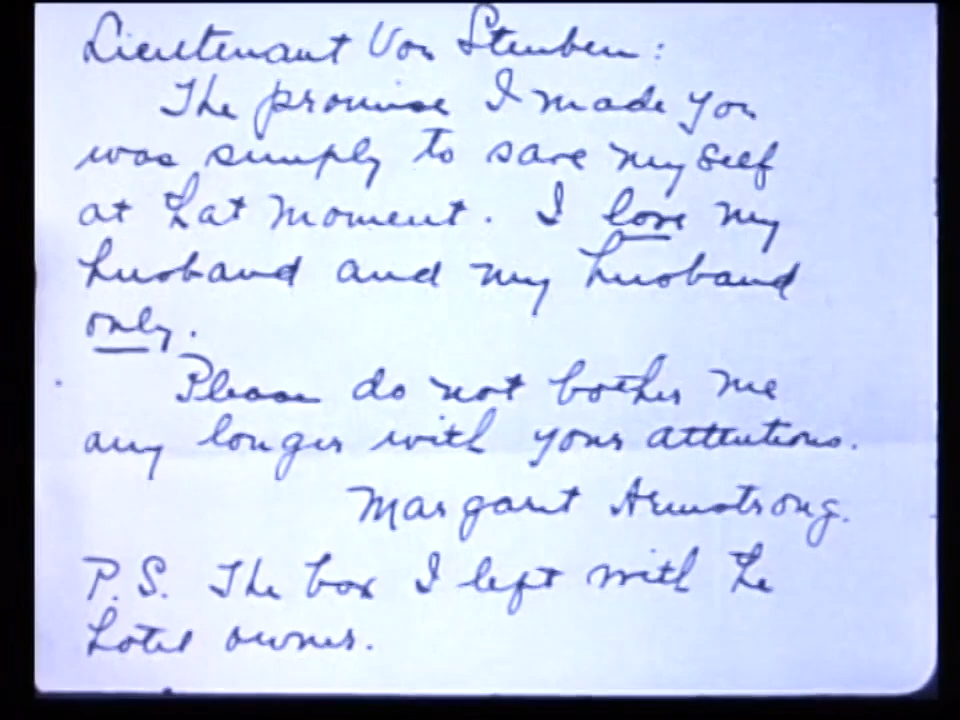 Lieutenant Von Steuben:
The promise I made you
was simply to save myself
at that moment. I love my
husband and my husband
only.
Please do not bother me
any longer with your attentions.
Margaret Armstrong.
P.S. The box I left with the
hotel owner.